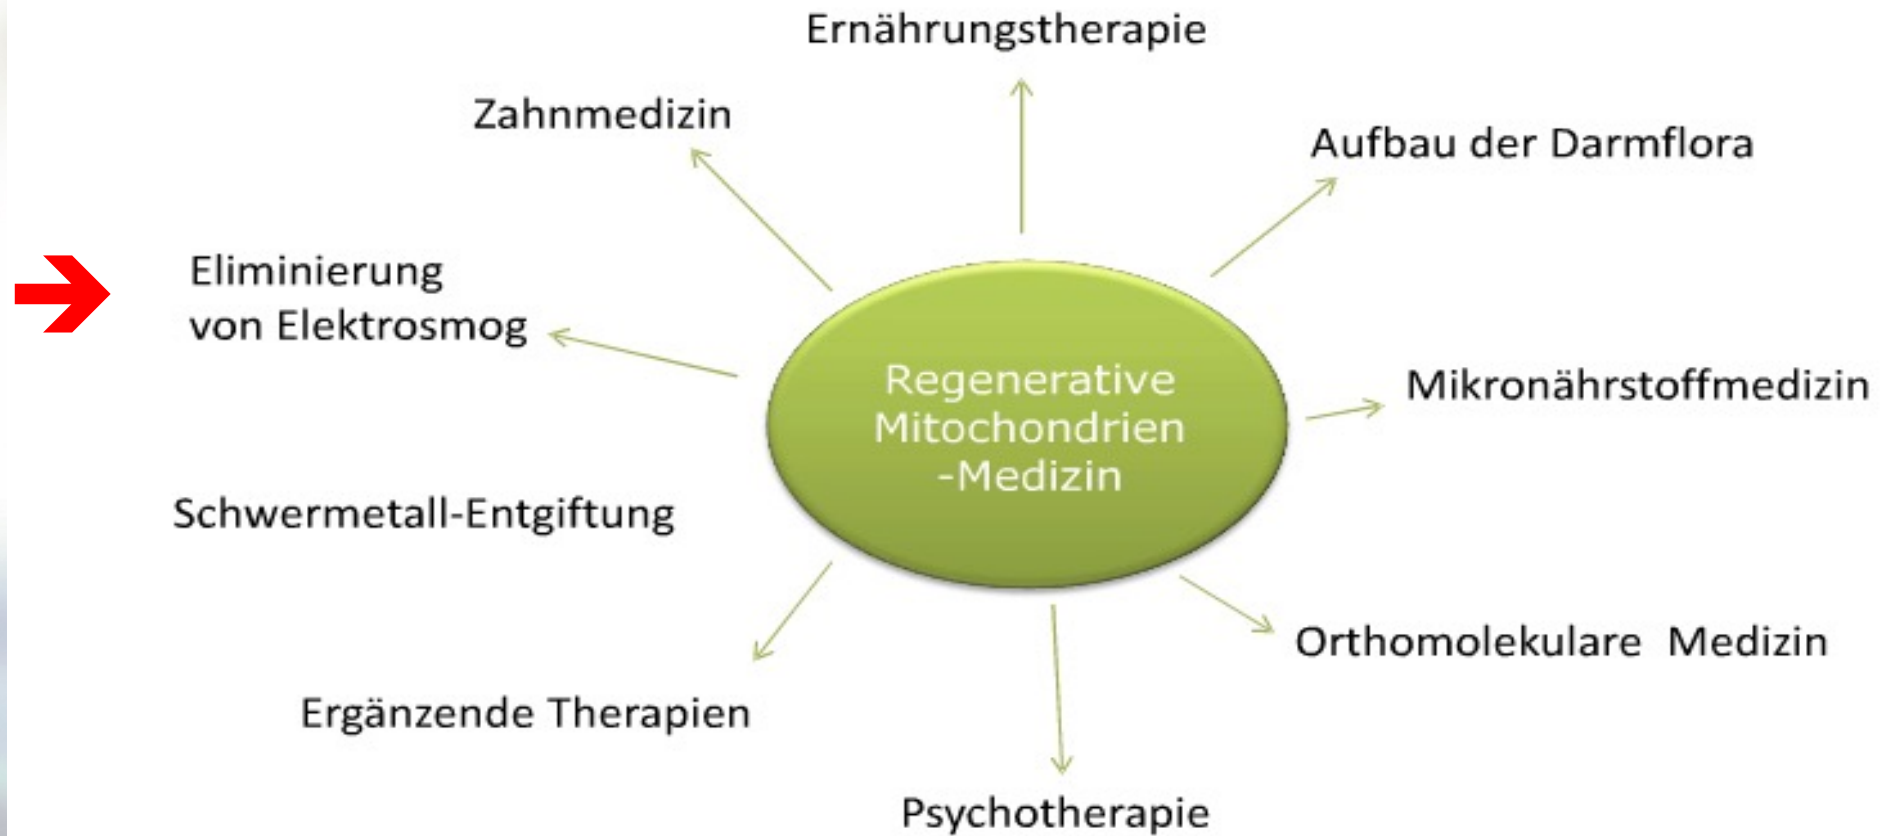 Ernährungstherapie
Zahnmedizin
Aufbau der Darmflora
Eliminierung
von Elektrosmog
Regenerative
Mitochondrien
-Medizin
Mikronährstoffmedizin
Schwermetall-Entgiftung
Orthomolekulare Medizin
Ergänzende Therapien
Psychotherapie